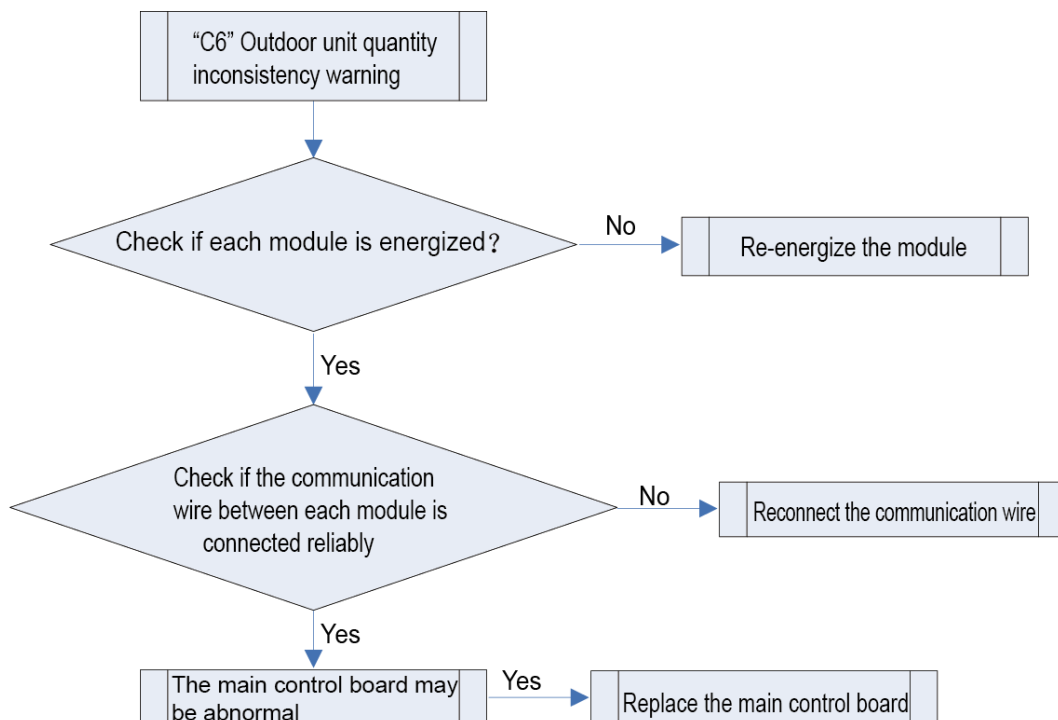 “C6” Outdoor unit quantity
inconsistency warning
Check if each module is energized？
No
Re-energize the module
Yes
Check if the communication
wire between each module is
connected reliably
No
Reconnect the communication wire
Yes
The main control board may
be abnormal
Yes
Replace the main control board